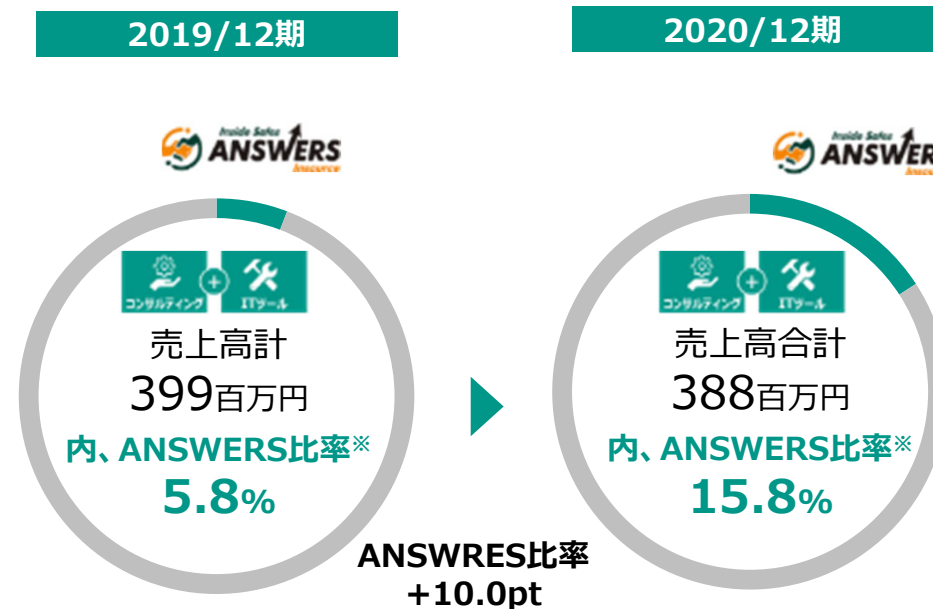 2019/12期
2020/12期
Inside Sales
ANSWERS
Insource
ANSWER
コンサルティング
+
ITツール
売上高計
399百万円
内、ANSWERS比率※
5.8%
Inside Sales
コンサルティング
+
ITツール
売上高合計
388百万円
内、ANSWERS比率※
15.8%
ANSWRES比率
+10.0pt